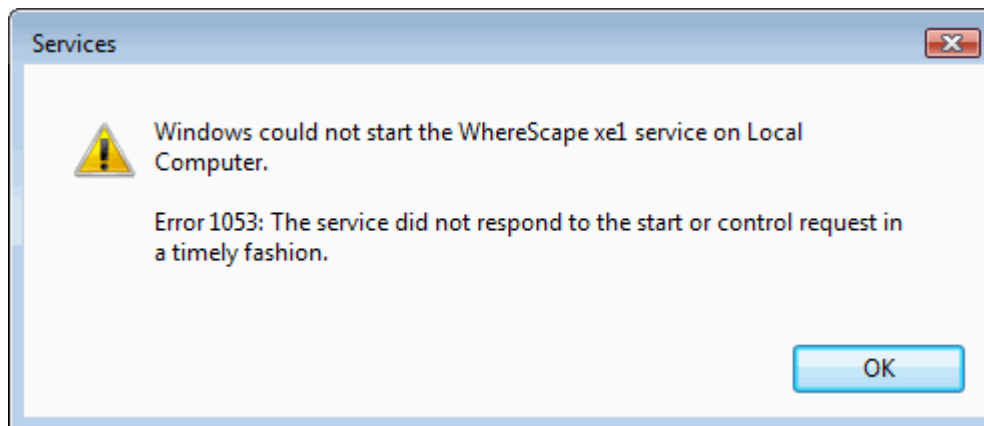 Services
Windows could not start the WhereScape xe1 service on Local
Computer.
Error 1053: The service did not respond to the start or control request in
a timely fashion.
OK